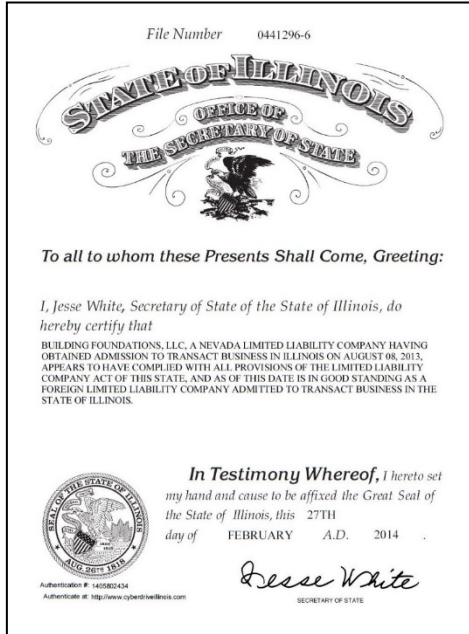 File Number 0441296-6
STATE OF ILLINOIS
OFFICE OF
THE SECRETARY OF STATE
To all to whom these Presents Shall Come, Greeting:
I, Jesse White, Secretary of State of the State of Illinois, do
hereby certify that
BUILDING FOUNDATIONS, LLC, A NEVADA LIMITED LIABILITY COMPANY HAVING
OBTAINED ADMISSION TO TRANSACT BUSINESS IN ILLINOIS ON AUGUST 08, 2013,
APPEARS TO HAVE COMPLIED WITH ALL PROVISIONS OF THE LIMITED LIABILITY
COMPANY ACT OF THIS STATE, AND AS OF THIS DATE IS IN GOOD STANDING AS A
FOREIGN LIMITED LIABILITY COMPANY ADMITTED TO TRANSACT BUSINESS IN THE
STATE OF ILLINOIS.
In Testimony Whereof, I hereto set
my hand and cause to be affixed the Great Seal of
the State of Illinois, this 27TH
day of FEBRUARY A.D. 2014 .
SEAL OF THE STATE OF ILLINOIS
AUG. 26TH 1818
Jesse White
SECRETARY OF STATE
Authentication #: 1405802434
Authenticate at: http://www.cyberdriveillinois.com